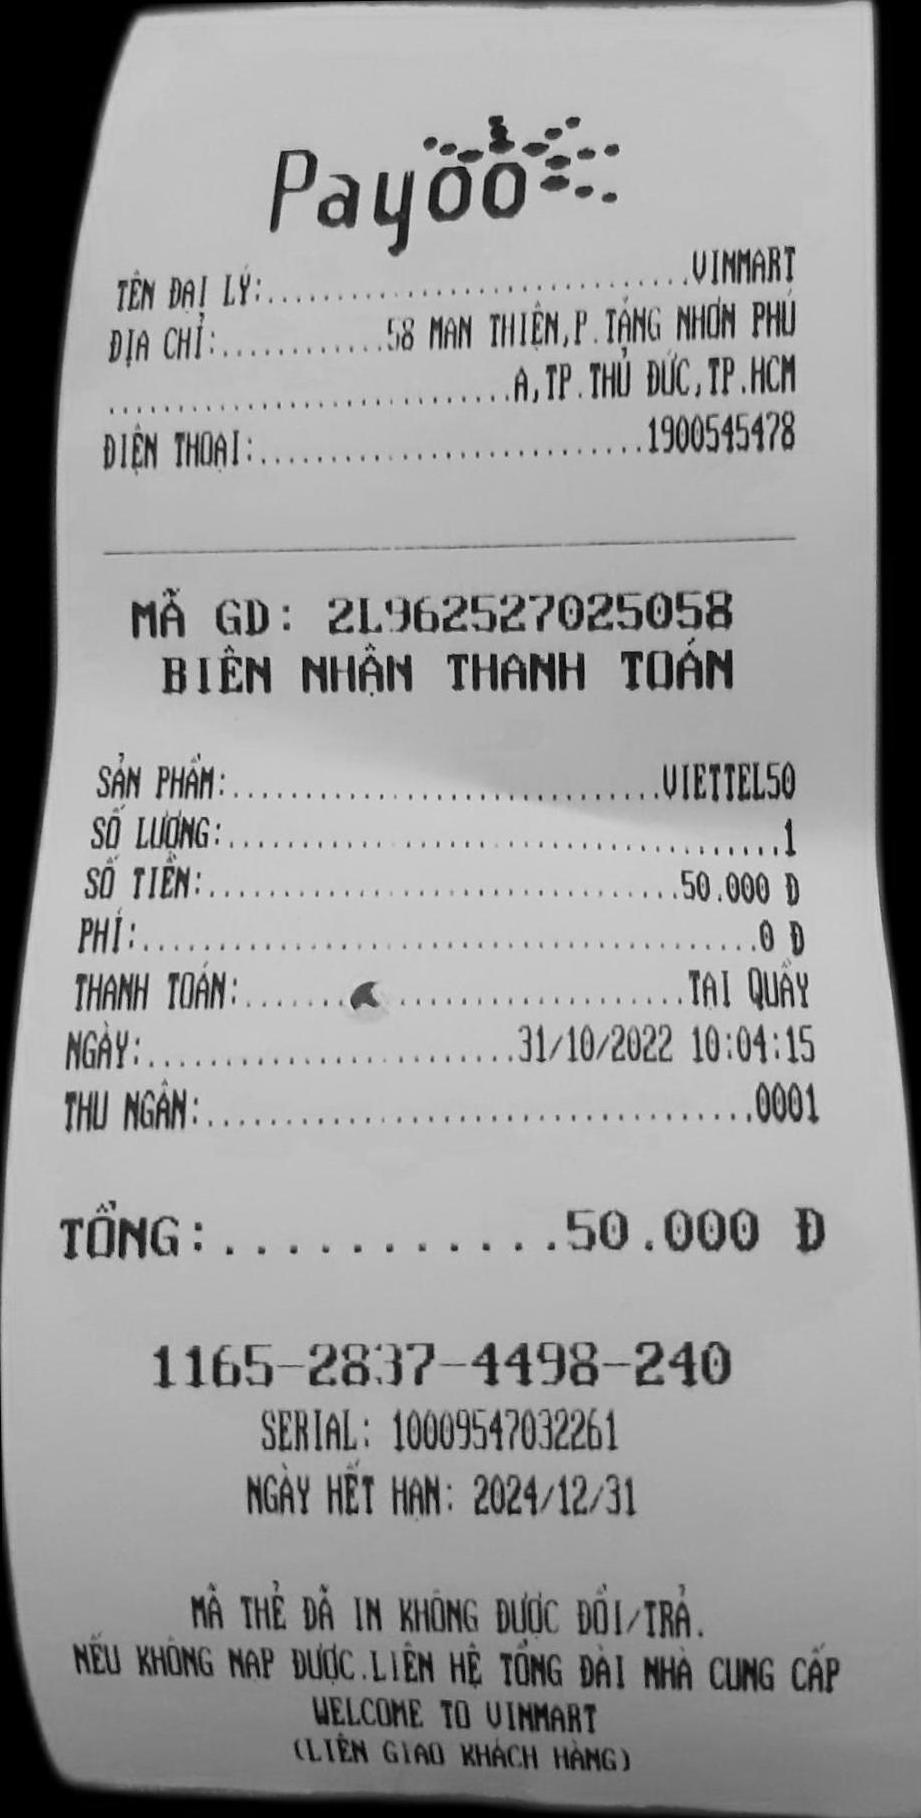 Payoo
TÊN ĐẠI LÝ:................................VINMART
ĐỊA CHỈ:............58 MAN THIỆN,P.TĂNG NHƠN PHÚ
..............................A,TP.THỦ ĐỨC,TP.HCM
ĐIỆN THOẠI:............................1900545478
MÃ GD: 2L962527025058
BIÊN NHẬN THANH TOÁN
SẢN PHẨM:................................VIETTEL50
SỐ LƯỢNG:.........................................1
SỐ TIỀN:...................................50.000 Đ
PHÍ:.............................................0 Đ
THANH TOÁN:................................TẠI QUẦY
NGÀY:...........................31/10/2022 10:04:15
THU NGÂN:........................................0001
TỔNG:............50.000 Đ
1165-2837-4498-240
SERIAL: 10009547032261
NGÀY HẾT HẠN: 2024/12/31
MÃ THẺ ĐÃ IN KHÔNG ĐƯỢC ĐỔI/TRẢ.
NẾU KHÔNG NẠP ĐƯỢC.LIÊN HỆ TỔNG ĐÀI NHÀ CUNG CẤP
WELCOME TO VINMART
(LIÊN GIAO KHÁCH HÀNG)